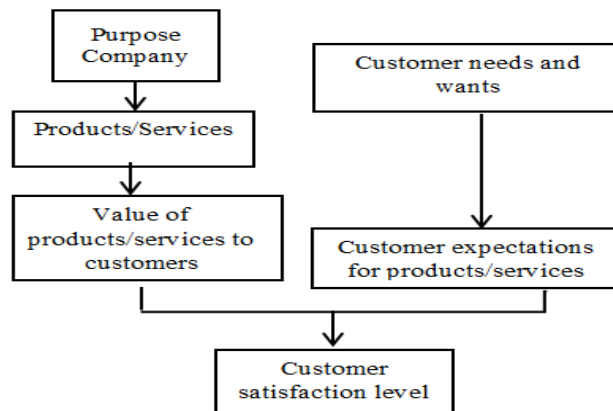 Purpose
Company
Customer needs and
wants
Products/Services
Value of
products/services to
customers
Customer expectations
for products/services
Customer
satisfaction level